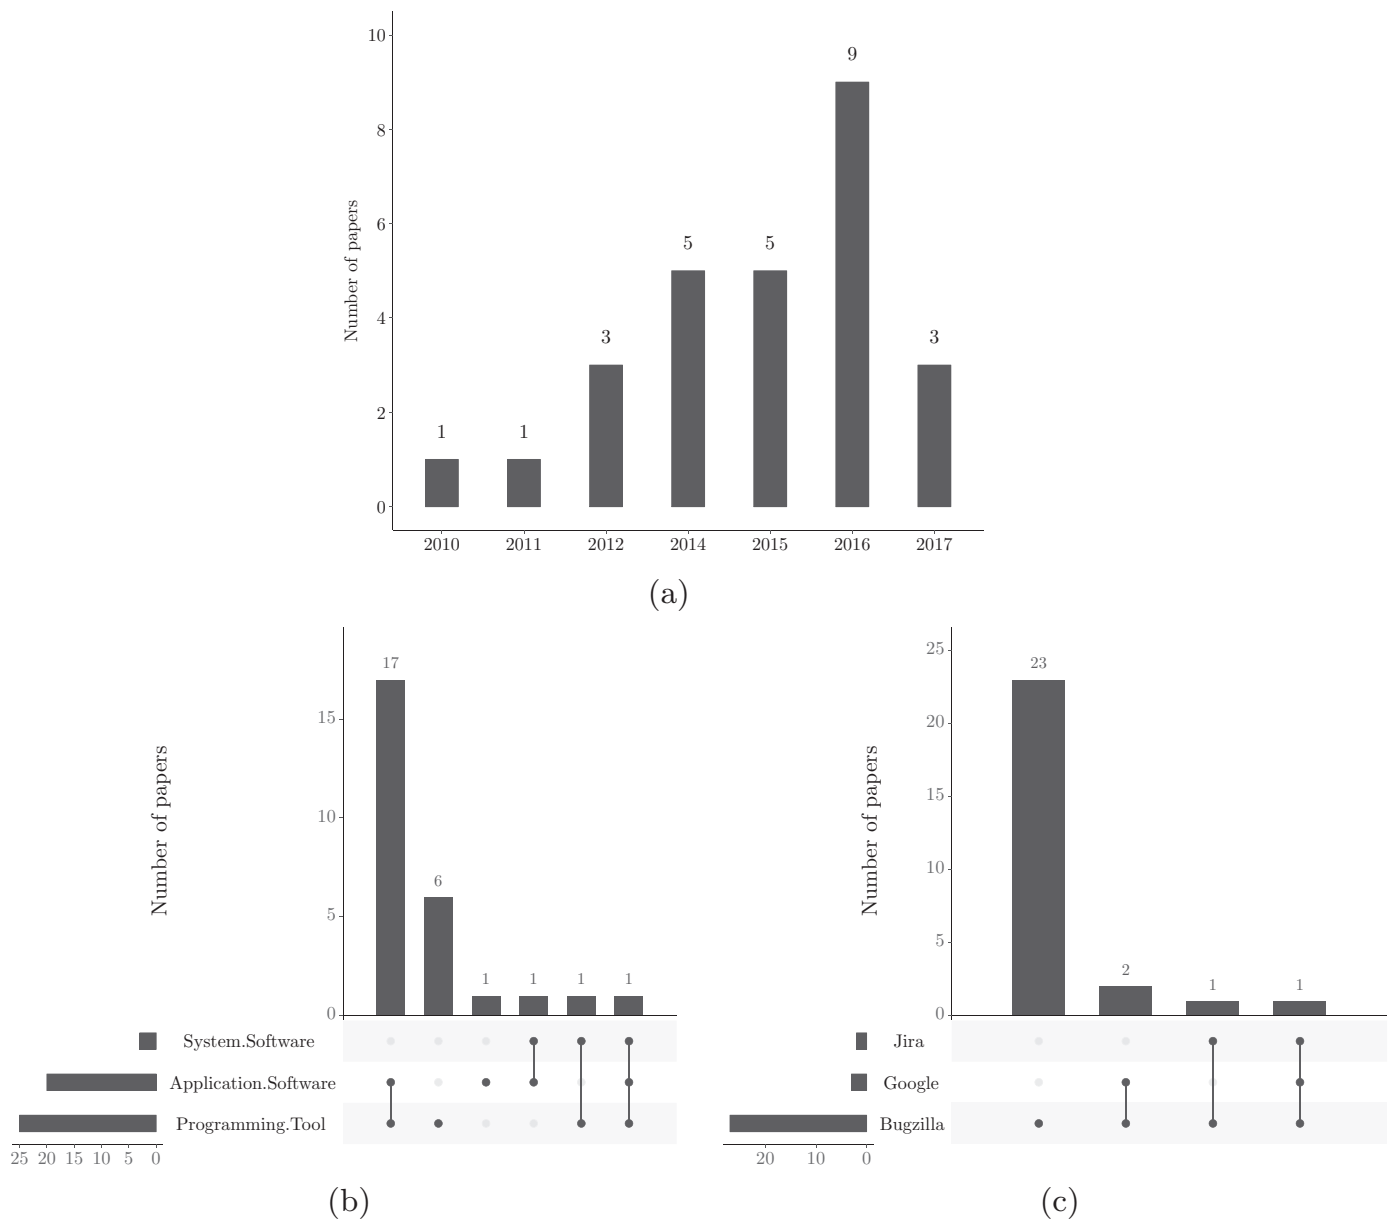 10
8
6
4
2
0
Number of papers
1
1
3
5
5
9
3
2010 2011 2012 2014 2015 2016 2017
(a)
Number of papers
15
10
5
0
17
6
1
1
1
1
System.Software
Application.Software
Programming.Tool
25 20 15 10 5 0
(b)
Number of papers
25
20
15
10
5
0
23
2
1
1
Jira
Google
Bugzilla
20 10 0
(c)